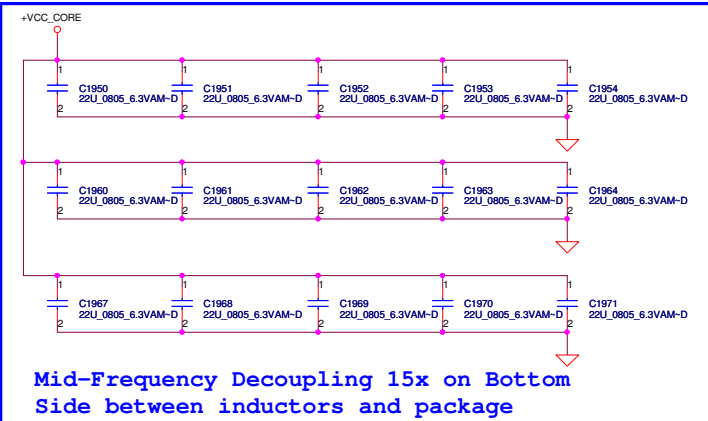 +VCC_CORE
1 1 1 1 1
C1950 C1951 C1952 C1953 C1954
22U_0805_6.3VAM~D 22U_0805_6.3VAM~D 22U_0805_6.3VAM~D 22U_0805_6.3VAM~D 22U_0805_6.3VAM~D
2 2 2 2 2
1 1 1 1 1
C1960 C1961 C1962 C1963 C1964
22U_0805_6.3VAM~D 22U_0805_6.3VAM~D 22U_0805_6.3VAM~D 22U_0805_6.3VAM~D 22U_0805_6.3VAM~D
2 2 2 2 2
1 1 1 1 1
C1967 C1968 C1969 C1970 C1971
22U_0805_6.3VAM~D 22U_0805_6.3VAM~D 22U_0805_6.3VAM~D 22U_0805_6.3VAM~D 22U_0805_6.3VAM~D
2 2 2 2 2
Mid-Frequency Decoupling 15x on Bottom
Side between inductors and package